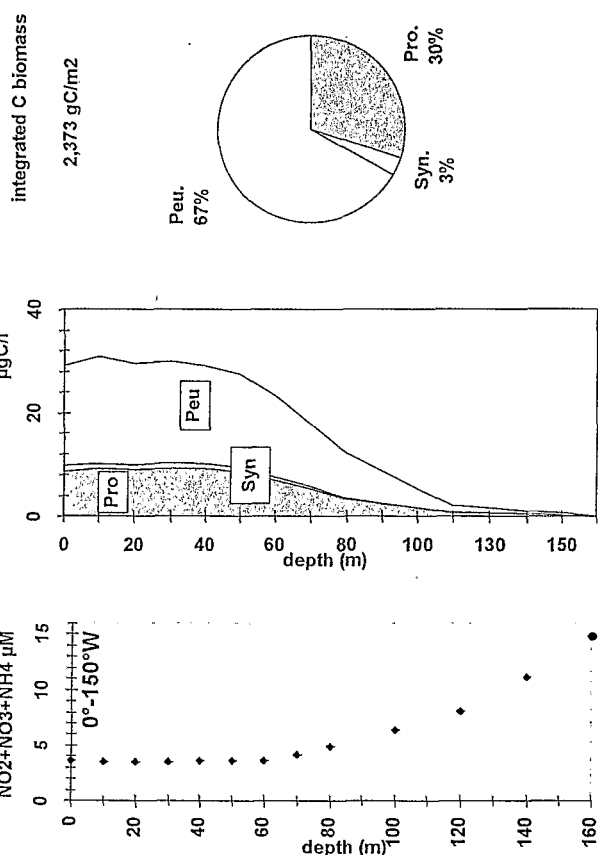 integrated C biomass
2,373 gC/m2
Peu.
67%
Pro.
30%
Syn.
3%
µgC/l
40
20
0
Peu
Syn
Pro
0
20
40
60
80
100
130
150
depth (m)
NO2+NO3+NH4 µM
15
10
5
0
0°-150°W
0
20
40
60
80
100
120
140
160
depth (m)